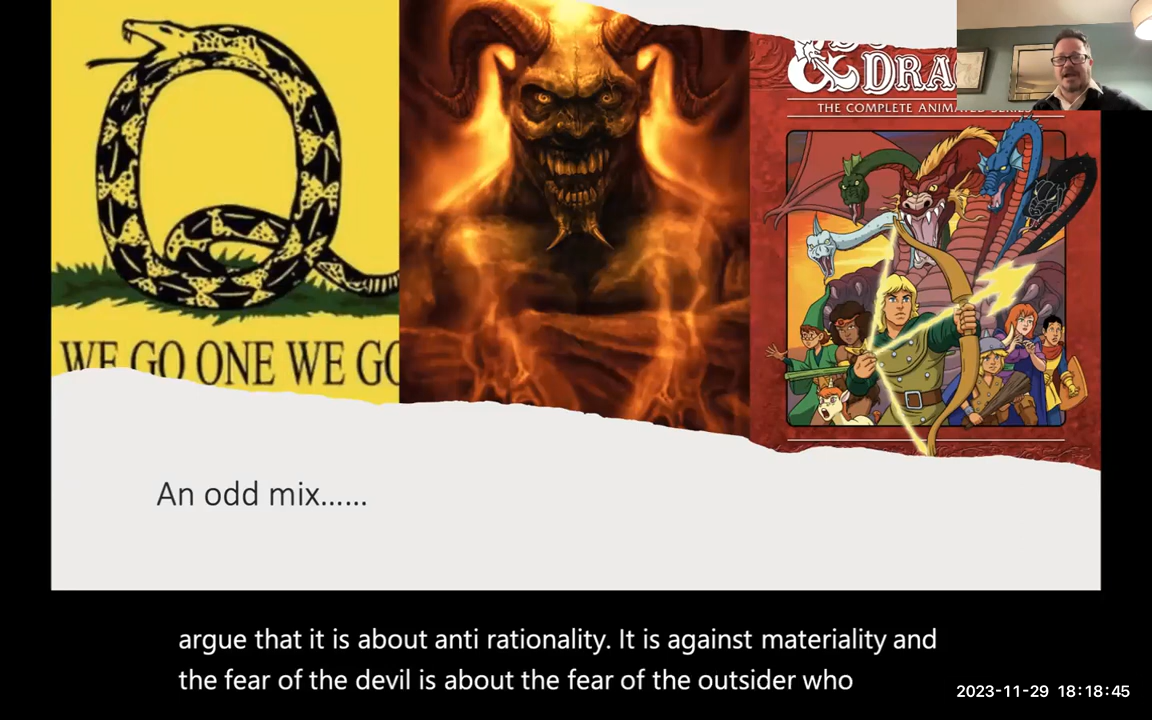 & DRA
THE COMPLETE ANIMATED SERIES
WE GO ONE WE GO
An odd mix......
argue that it is about anti rationality. It is against materiality and
the fear of the devil is about the fear of the outsider who
2023-11-29 18:18:45